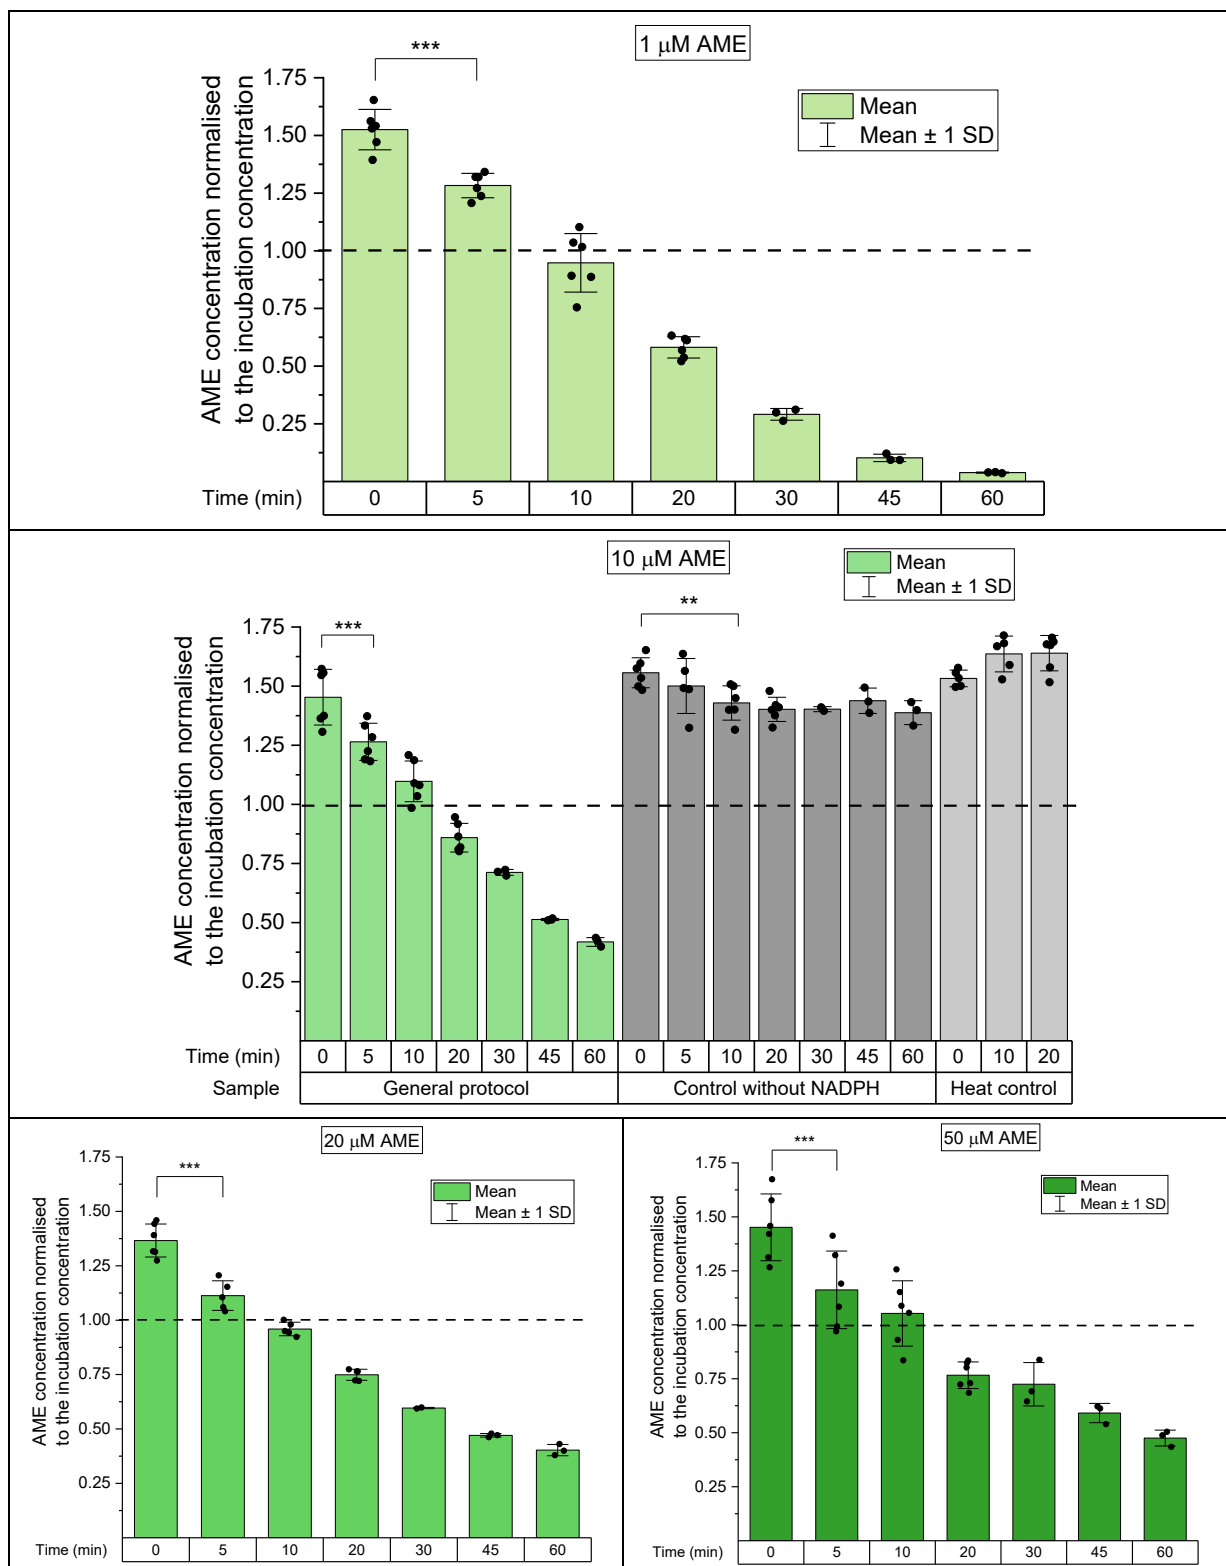 1 μM AME
***
Mean
Mean ± 1 SD
AME concentration normalised
to the incubation concentration
1.75
1.50
1.25
1.00
0.75
0.50
0.25
Time (min) 0 5 10 20 30 45 60
10 μM AME
Mean
Mean ± 1 SD
***
**
AME concentration normalised
to the incubation concentration
1.75
1.50
1.25
1.00
0.75
0.50
0.25
Time (min) 0 5 10 20 30 45 60 0 5 10 20 30 45 60 0 10 20
Sample General protocol Control without NADPH Heat control
20 μM AME
***
Mean
Mean ± 1 SD
AME concentration normalised
to the incubation concentration
1.75
1.50
1.25
1.00
0.75
0.50
0.25
Time (min) 0 5 10 20 30 45 60
50 μM AME
***
Mean
Mean ± 1 SD
AME concentration normalised
to the incubation concentration
1.75
1.50
1.25
1.00
0.75
0.50
0.25
Time (min) 0 5 10 20 30 45 60